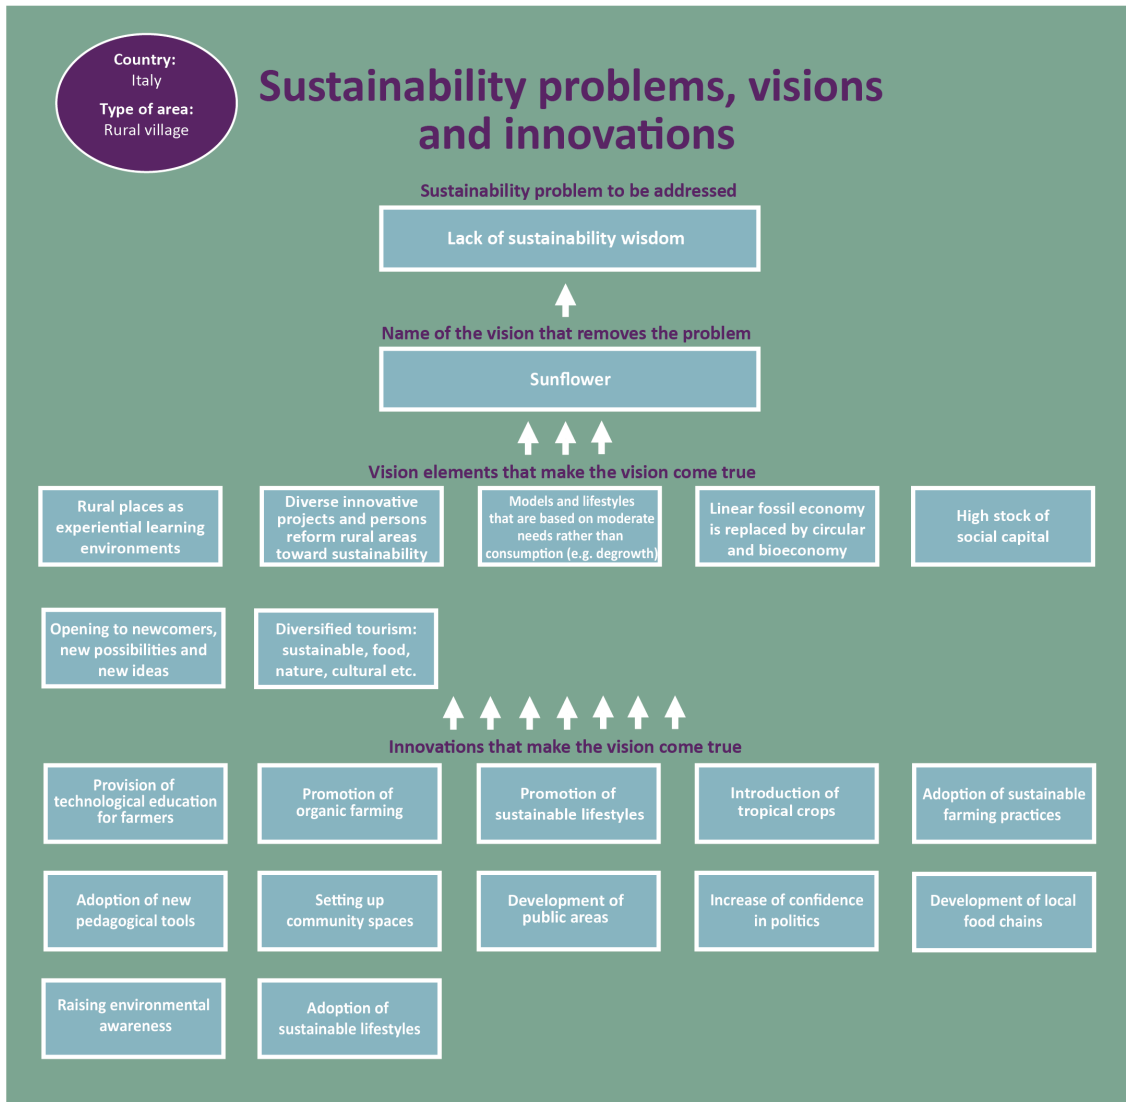 Country:
Italy
Type of area:
Rural village
Sustainability problems, visions
and innovations
Sustainability problem to be addressed
Lack of sustainability wisdom
Name of the vision that removes the problem
Sunflower
Vision elements that make the vision come true
Rural places as
experiential learning
environments
Diverse innovative
projects and persons
reform rural areas
toward sustainability
Models and lifestyles
that are based on moderate
needs rather than
consumption (e.g. degrowth)
Linear fossil economy
is replaced by circular
and bioeconomy
High stock of
social capital
Opening to newcomers,
new possibilities and
new ideas
Diversified tourism:
sustainable, food,
nature, cultural etc.
Innovations that make the vision come true
Provision of
technological education
for farmers
Promotion of
organic farming
Promotion of
sustainable lifestyles
Introduction of
tropical crops
Adoption of sustainable
farming practices
Adoption of new
pedagogical tools
Setting up
community spaces
Development of
public areas
Increase of confidence
in politics
Development of local
food chains
Raising environmental
awareness
Adoption of
sustainable lifestyles